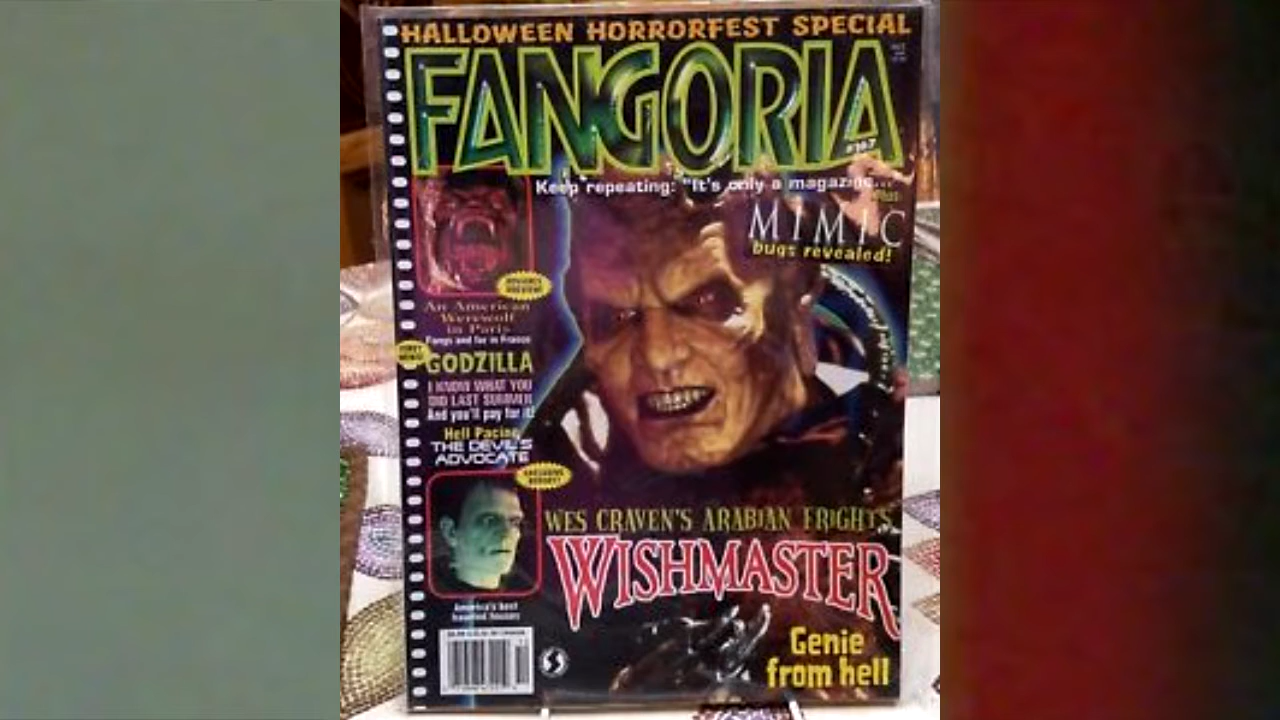 HALLOWEEN HORRORFEST SPECIAL
FANGORIA
#167
Keep repeating: "It's only a magazine..."
Plus:
MIMIC
bugs revealed!
An American
Werewolf
in Paris
Fangs and fur in France
GODZILLA
I KNOW WHAT YOU
DID LAST SUMMER
And you'll pay for it!
Hell Pacino
THE DEVIL'S
ADVOCATE
WES CRAVEN'S ARABIAN FRIGHTS
WISHMASTER
America's best
haunted houses
Genie
from hell